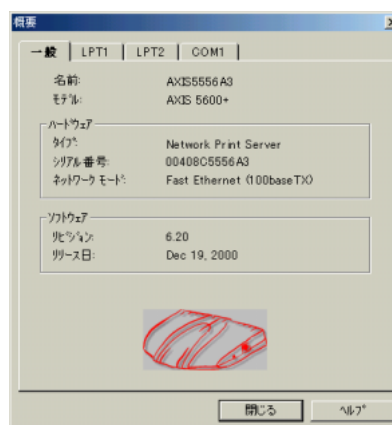 概要
一般 LPT1 LPT2 COM1
名前: AXIS5556A3
ﾓﾃﾞﾙ: AXIS 5600+
ﾊｰﾄﾞｳｪｱ
ﾀｲﾌﾟ: Network Print Server
ｼﾘｱﾙ番号: 00408C5556A3
ﾈｯﾄﾜｰｸ ﾓｰﾄﾞ: Fast Ethernet (100baseTX)
ｿﾌﾄｳｪｱ
ﾘﾋﾞｼﾞｮﾝ: 6.20
ﾘﾘｰｽ日: Dec 19, 2000
閉じる ﾍﾙﾌﾟ